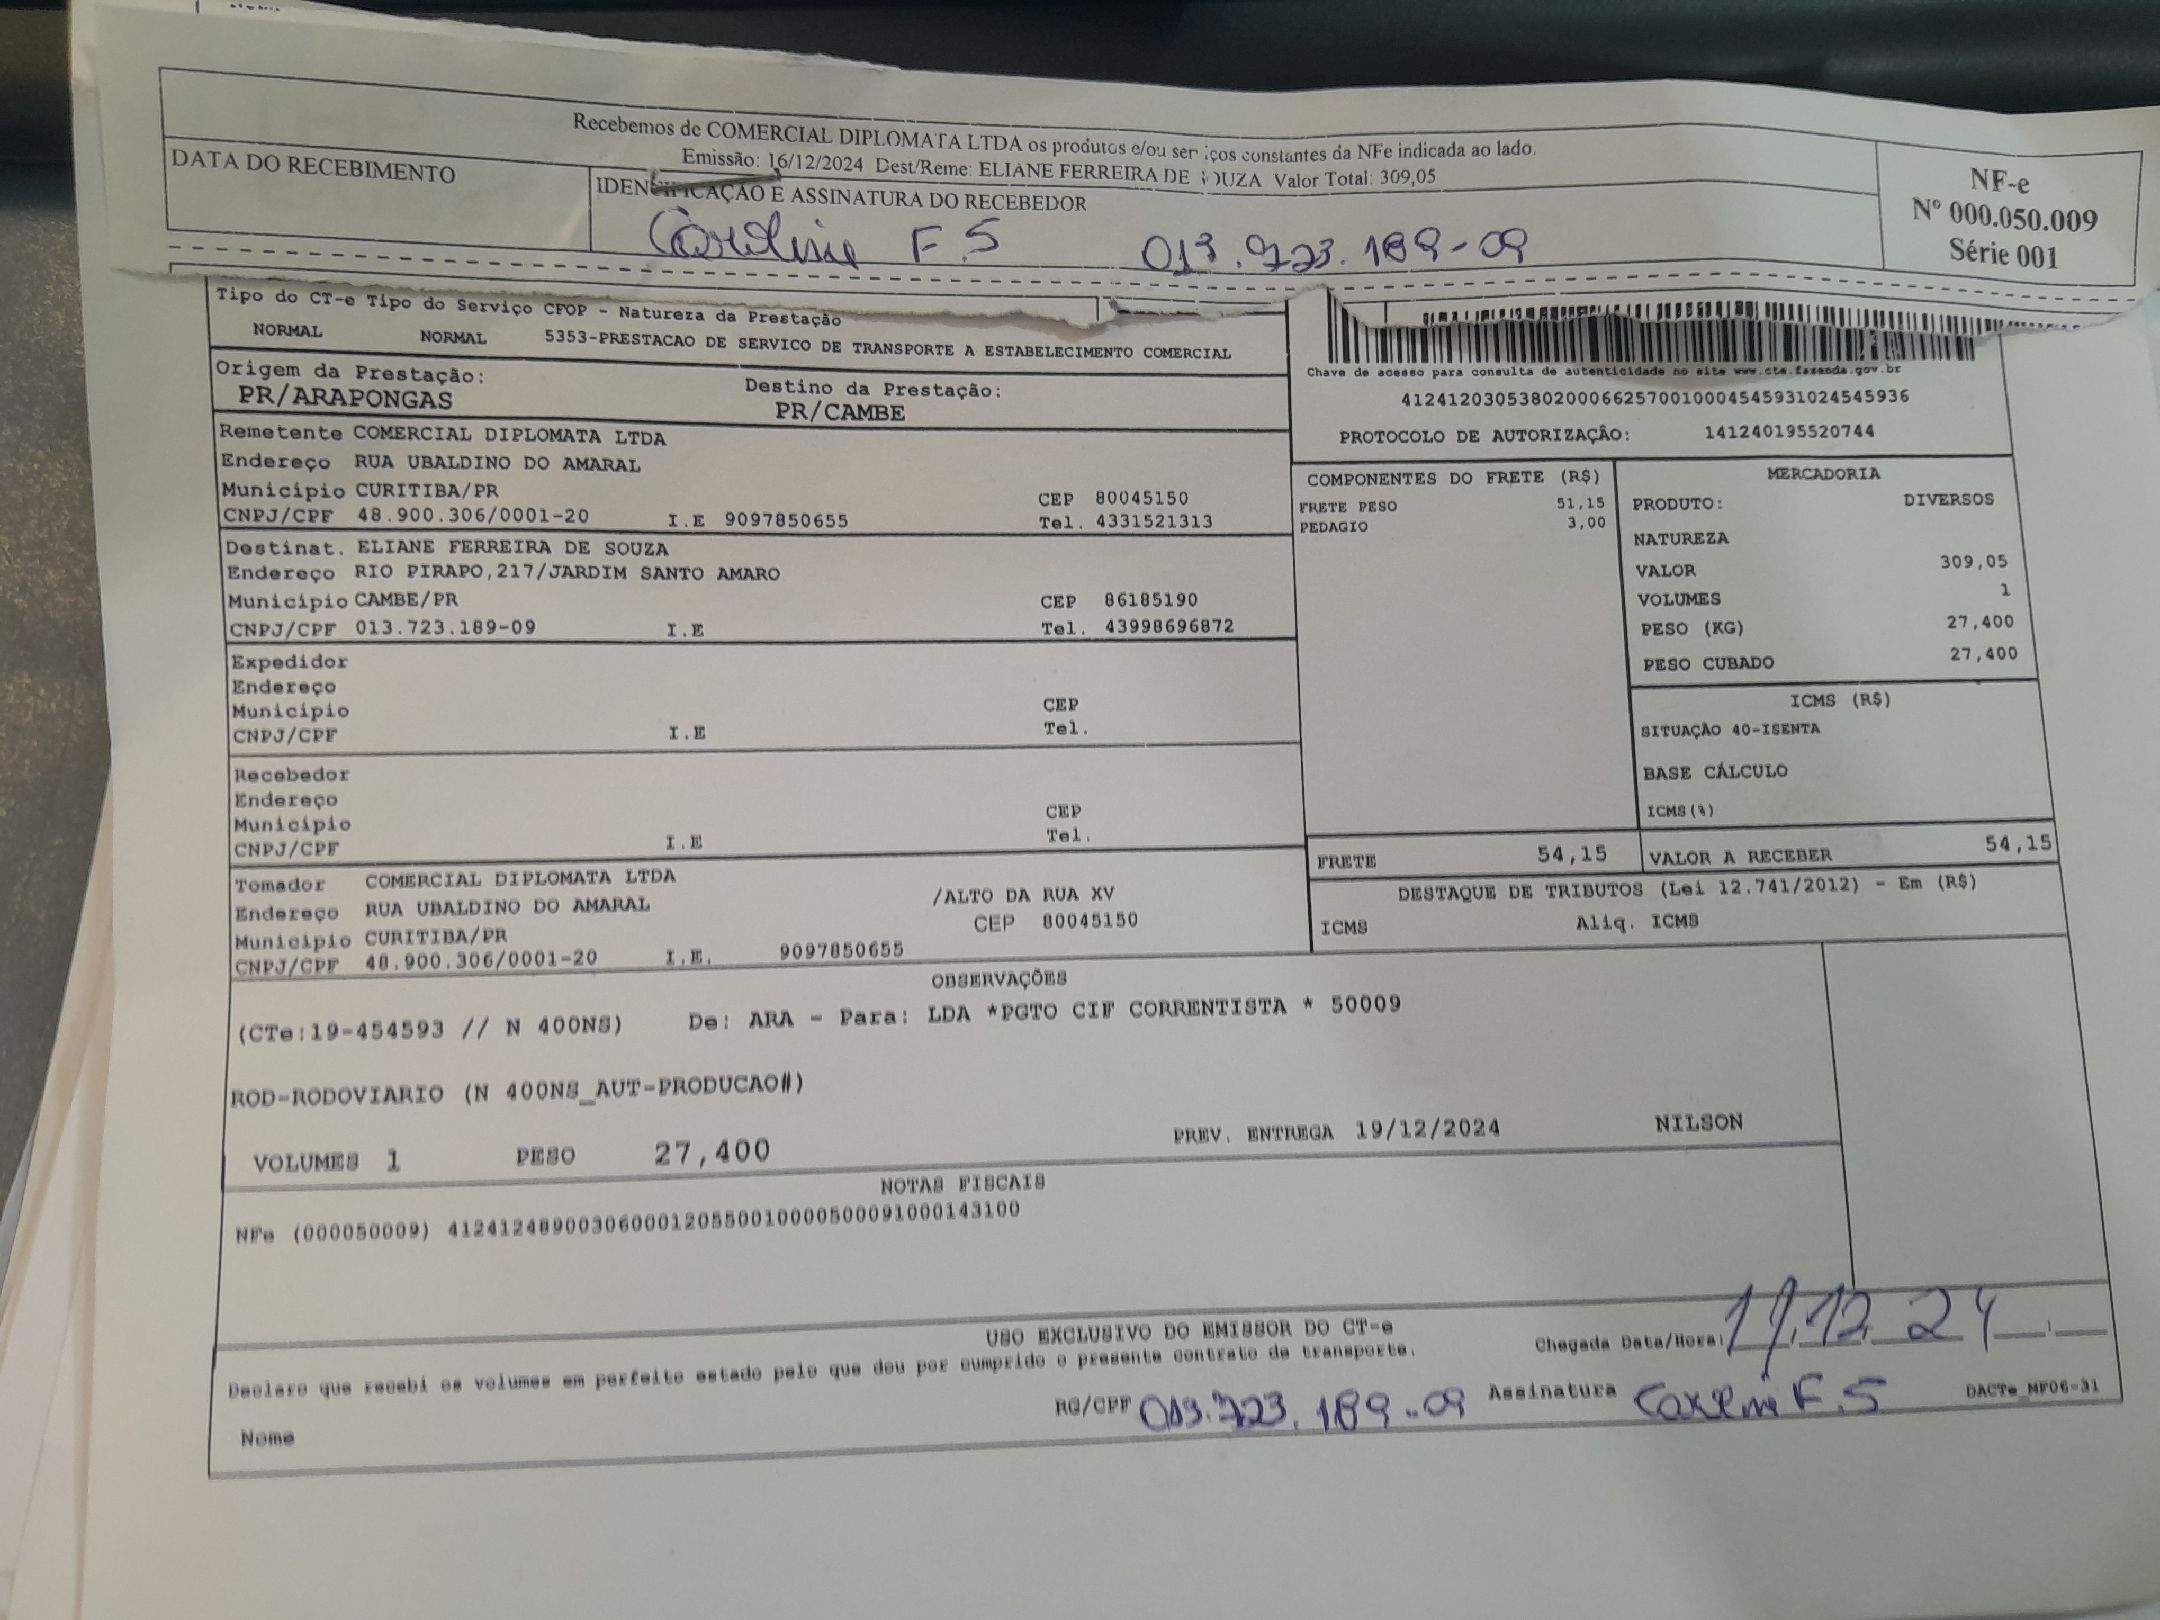 Recebemos de COMERCIAL DIPLOMATA LTDA os produtos e/ou serviços constantes da NFe indicada ao lado.
Emissão: 16/12/2024 Dest/Reme: ELIANE FERREIRA DE SOUZA Valor Total: 309,05
DATA DO RECEBIMENTO
IDENTIFICAÇÃO E ASSINATURA DO RECEBEDOR
Caroline F.S 013.723.189-09
NF-e
Nº 000.050.009
Série 001
Tipo do CT-e Tipo do Serviço CFOP - Natureza da Prestação
NORMAL NORMAL 5353-PRESTACAO DE SERVICO DE TRANSPORTE A ESTABELECIMENTO COMERCIAL
Origem da Prestação: Destino da Prestação:
PR/ARAPONGAS PR/CAMBE
Chave de acesso para consulta de autenticidade no site www.cte.fazenda.gov.br
41241203053802000662570010004545931024545936
PROTOCOLO DE AUTORIZAÇÃO: 141240195520744
Remetente COMERCIAL DIPLOMATA LTDA
Endereço RUA UBALDINO DO AMARAL
Município CURITIBA/PR CEP 80045150
CNPJ/CPF 48.900.306/0001-20 I.E 9097850655 Tel. 4331521313
Destinat. ELIANE FERREIRA DE SOUZA
Endereço RIO PIRAPO,217/JARDIM SANTO AMARO
Município CAMBE/PR CEP 86185190
CNPJ/CPF 013.723.189-09 I.E Tel. 43998696872
Expedidor
Endereço
Município CEP
CNPJ/CPF I.E Tel.
Recebedor
Endereço
Município CEP
CNPJ/CPF I.E Tel.
Tomador COMERCIAL DIPLOMATA LTDA
Endereço RUA UBALDINO DO AMARAL /ALTO DA RUA XV
Município CURITIBA/PR CEP 80045150
CNPJ/CPF 48.900.306/0001-20 I.E. 9097850655
COMPONENTES DO FRETE (R$)
FRETE PESO 51,15
PEDAGIO 3,00
MERCADORIA
PRODUTO: DIVERSOS
NATUREZA
VALOR 309,05
VOLUMES 1
PESO (KG) 27,400
PESO CUBADO 27,400
ICMS (R$)
SITUAÇÃO 40-ISENTA
BASE CÁLCULO
ICMS(%)
FRETE 54,15 VALOR A RECEBER 54,15
DESTAQUE DE TRIBUTOS (Lei 12.741/2012) - Em (R$)
ICMS Aliq. ICMS
OBSERVAÇÕES
(CTe:19-454593 // N 400NS) De: ARA - Para: LDA *PGTO CIF CORRENTISTA * 50009
ROD-RODOVIARIO (N 400NS_AUT-PRODUCAO#)
VOLUMES 1 PESO 27,400 PREV. ENTREGA 19/12/2024 NILSON
NOTAS FISCAIS
NFe (000050009) 41241248900306000120550010000500091000143100
USO EXCLUSIVO DO EMISSOR DO CT-e
Declaro que recebi os volumes em perfeito estado pelo que dou por cumprido o presente contrato de transporte.
Chegada Data/Hora: 12 24
Nome RG/CPF 013.723.189-09 Assinatura F.S DACTe_MF06-31